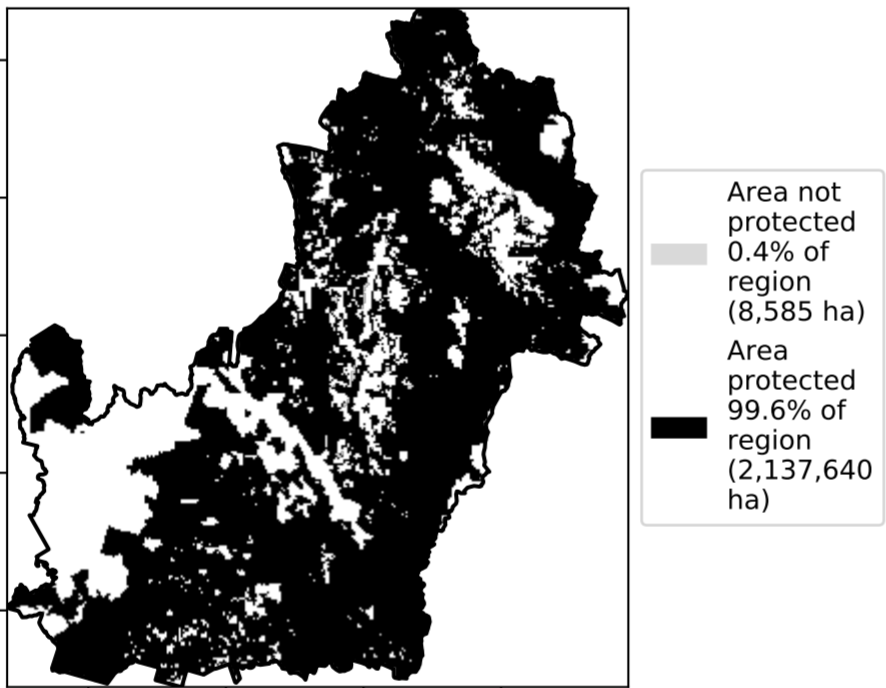 Area not
protected
0.4% of
region
(8,585 ha)
Area
protected
99.6% of
region
(2,137,640
ha)